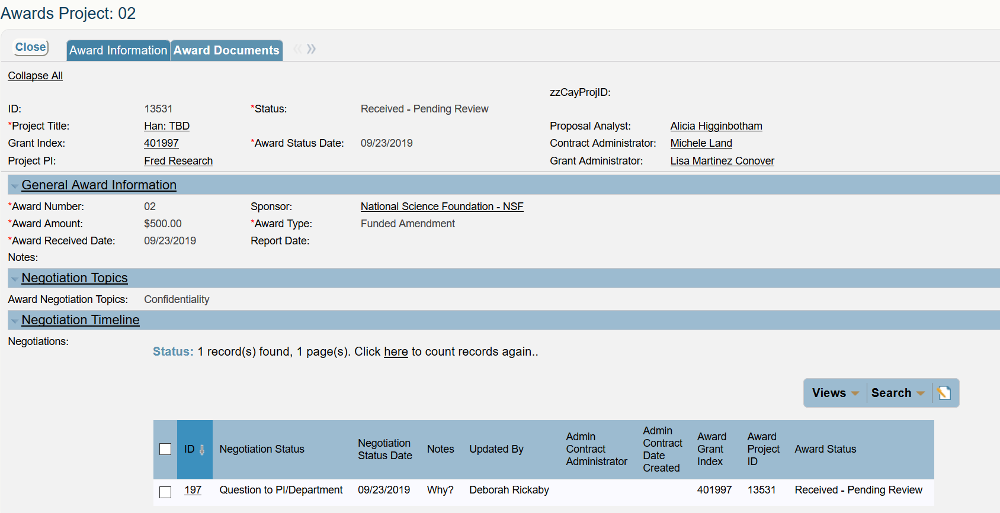 Awards Project: 02
Close Award Information Award Documents « »
Collapse All
zzCayProjID:
ID: 13531 *Status: Received - Pending Review
*Project Title: Han: TBD Proposal Analyst: Alicia Higginbotham
Grant Index: 401997 *Award Status Date: 09/23/2019 Contract Administrator: Michele Land
Project PI: Fred Research Grant Administrator: Lisa Martinez Conover
General Award Information
*Award Number: 02 Sponsor: National Science Foundation - NSF
*Award Amount: $500.00 *Award Type: Funded Amendment
*Award Received Date: 09/23/2019 Report Date:
Notes:
Negotiation Topics
Award Negotiation Topics: Confidentiality
Negotiation Timeline
Negotiations:
Status: 1 record(s) found, 1 page(s). Click here to count records again..
Views Search
ID Negotiation Status Negotiation Status Date Notes Updated By Admin Contract Administrator Admin Contract Date Created Award Grant Index Award Project ID Award Status
197 Question to PI/Department 09/23/2019 Why? Deborah Rickaby 401997 13531 Received - Pending Review